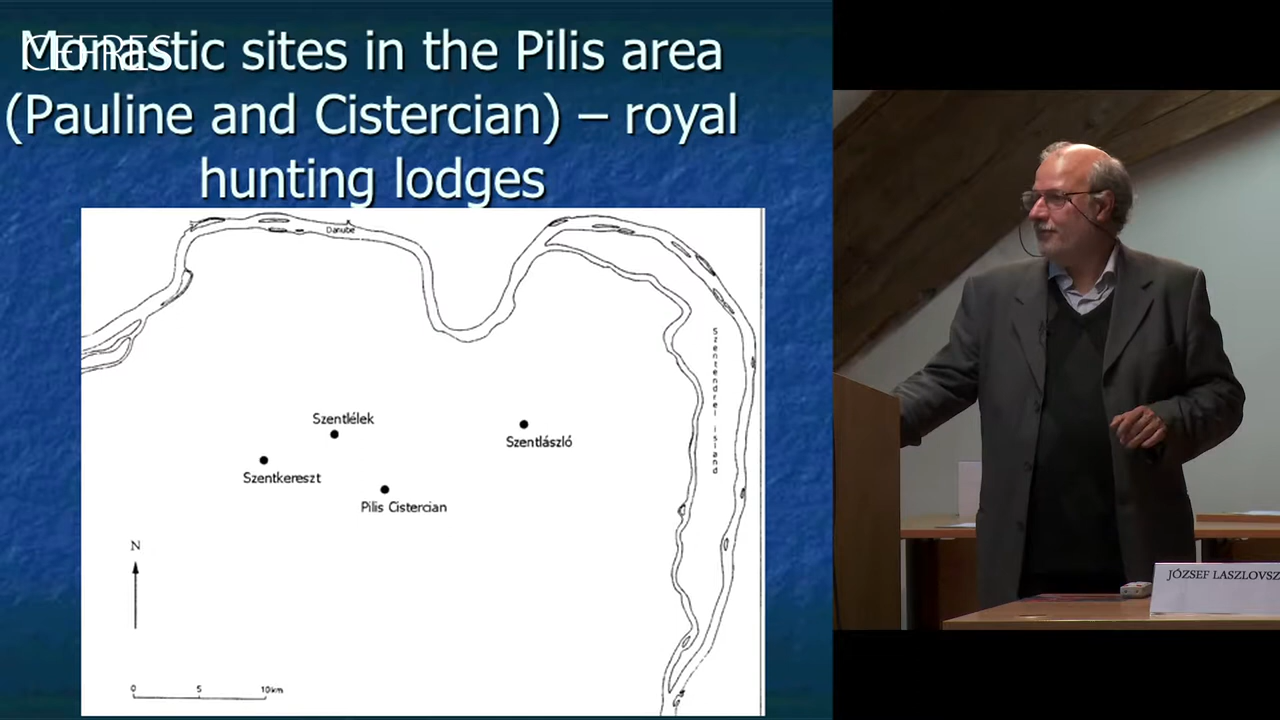 CEFRES
Monastic sites in the Pilis area
(Pauline and Cistercian) – royal
hunting lodges
Danube
Szentendrei island
Szentlélek
Szentlászló
Szentkereszt
Pilis Cistercian
N
0 5 10km
JÓZSEF LASZLOVSZ